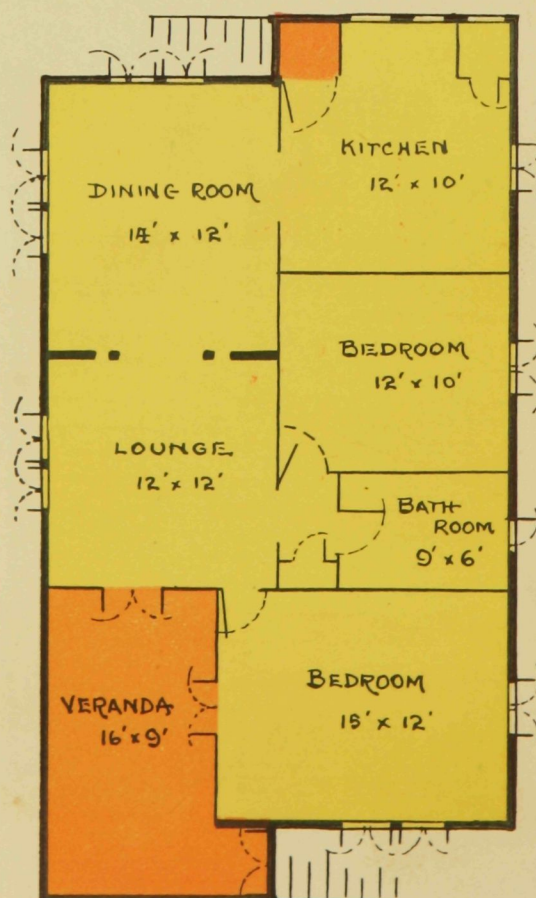 KITCHEN
12' x 10'
DINING ROOM
14' x 12'
BEDROOM
12' x 10'
LOUNGE
12' x 12'
BATH
ROOM
9' x 6'
BEDROOM
15' x 12'
VERANDA
16' x 9'